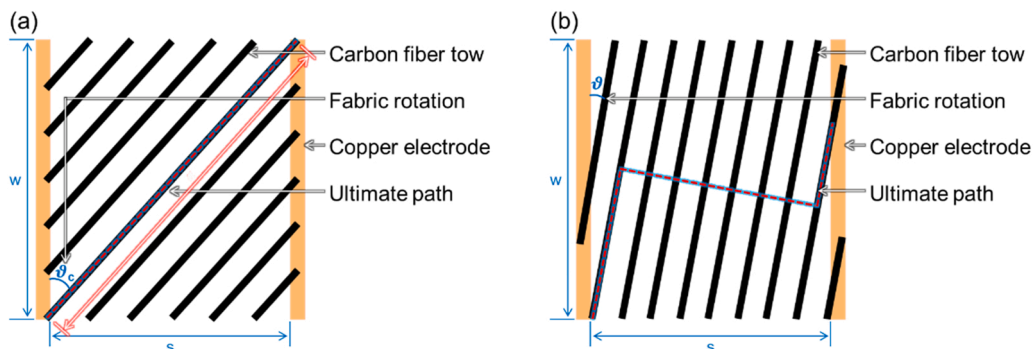 (a)
Carbon fiber tow
Fabric rotation
Copper electrode
Ultimate path
w
ϑc
s
(b)
Carbon fiber tow
Fabric rotation
Copper electrode
Ultimate path
w
ϑ
s